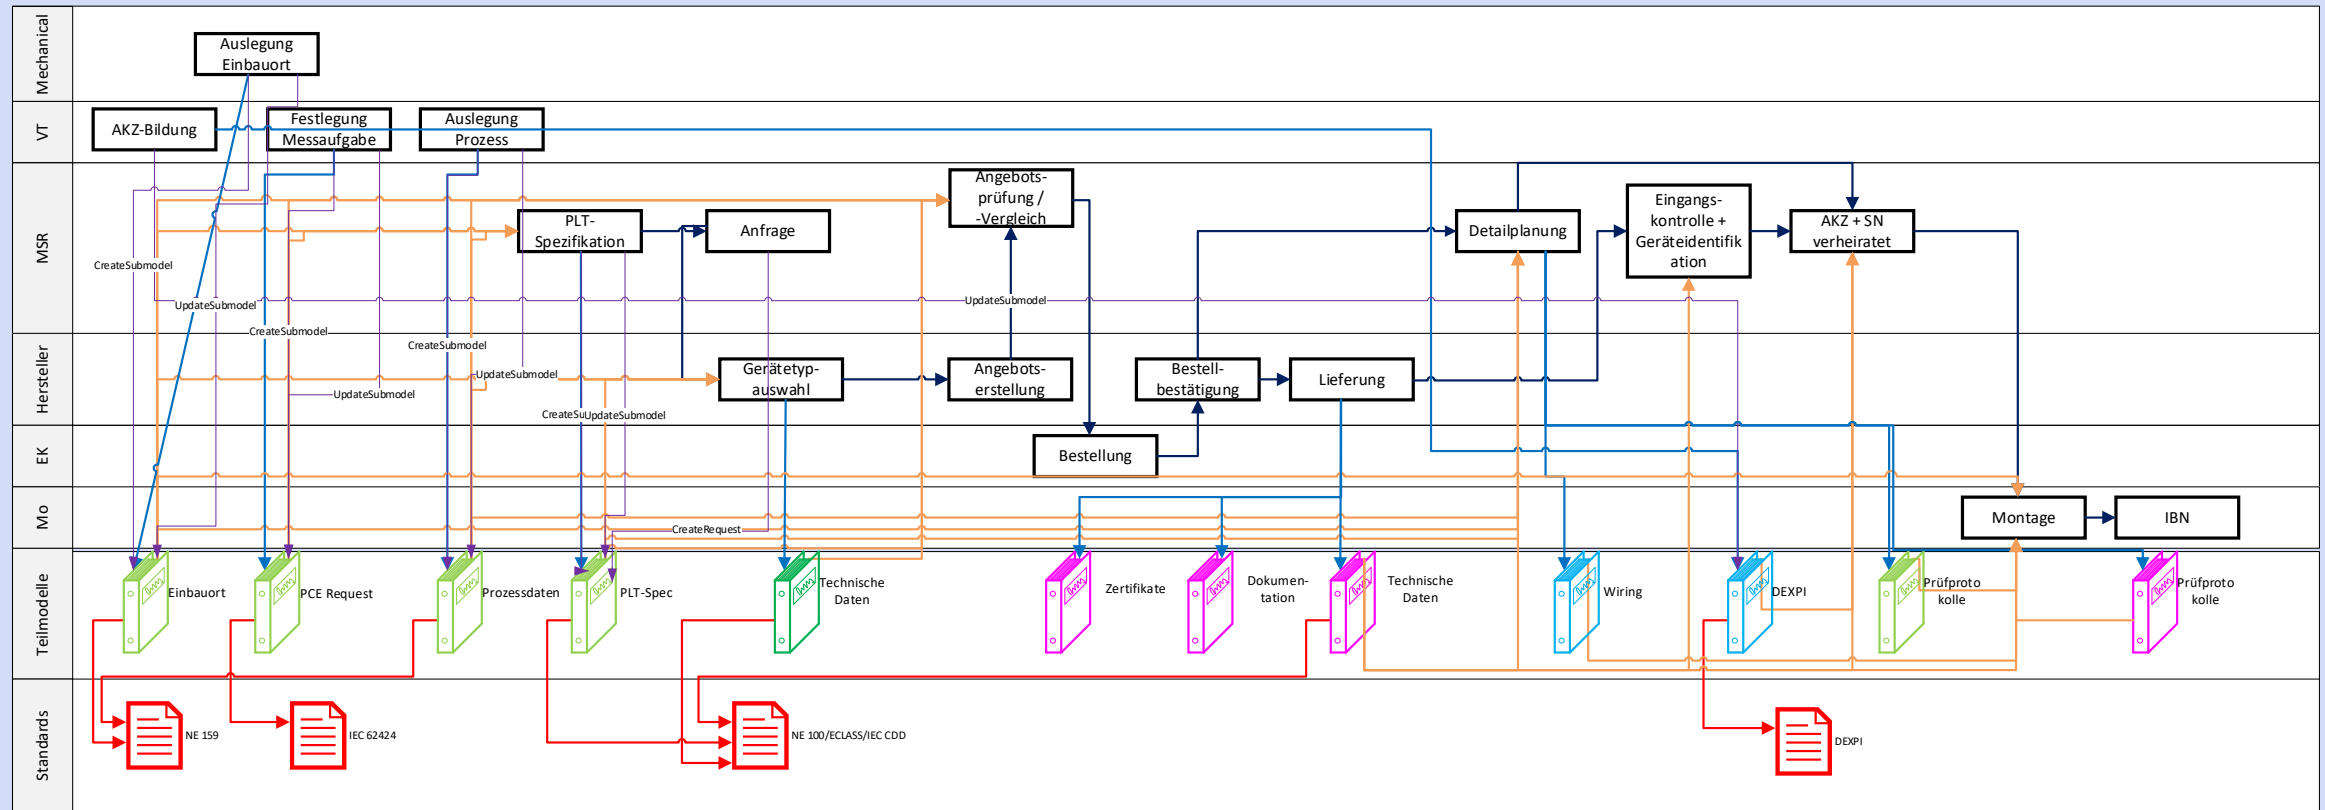 Mechanical
Auslegung
Einbauort
VT
AKZ-Bildung
Festlegung
Messaufgabe
Auslegung
Prozess
MSR
Angebots-
prüfung /
-Vergleich
PLT-
Spezifikation
Anfrage
Detailplanung
Eingangs-
kontrolle +
Geräteidentifik
ation
AKZ + SN
verheiratet
CreateSubmodel
UpdateSubmodel
UpdateSubmodel
CreateSubmodel
CreateSubmodel
Hersteller
Gerätetyp-
auswahl
Angebots-
erstellung
Bestell-
bestätigung
Lieferung
UpdateSubmodel
UpdateSubmodel
CreateSu
UpdateSubmodel
EK
Bestellung
Mo
CreateRequest
Montage
IBN
Teilmodelle
Einbauort
PCE Request
Prozessdaten
PLT-Spec
Technische
Daten
Zertifikate
Dokumen-
tation
Technische
Daten
Wiring
DEXPI
Prüfproto
kolle
Prüfproto
kolle
Standards
NE 159
IEC 62424
NE 100/ECLASS/IEC CDD
DEXPI